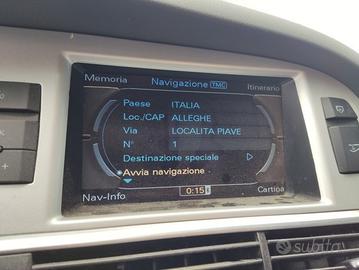 Memoria Navigazione TMC Itinerario
Paese ITALIA
Loc./CAP ALLEGHE
Via LOCALITA PIAVE
N° 1
Destinazione speciale
Avvia navigazione
Nav-Info 0:15 Cartina
subito